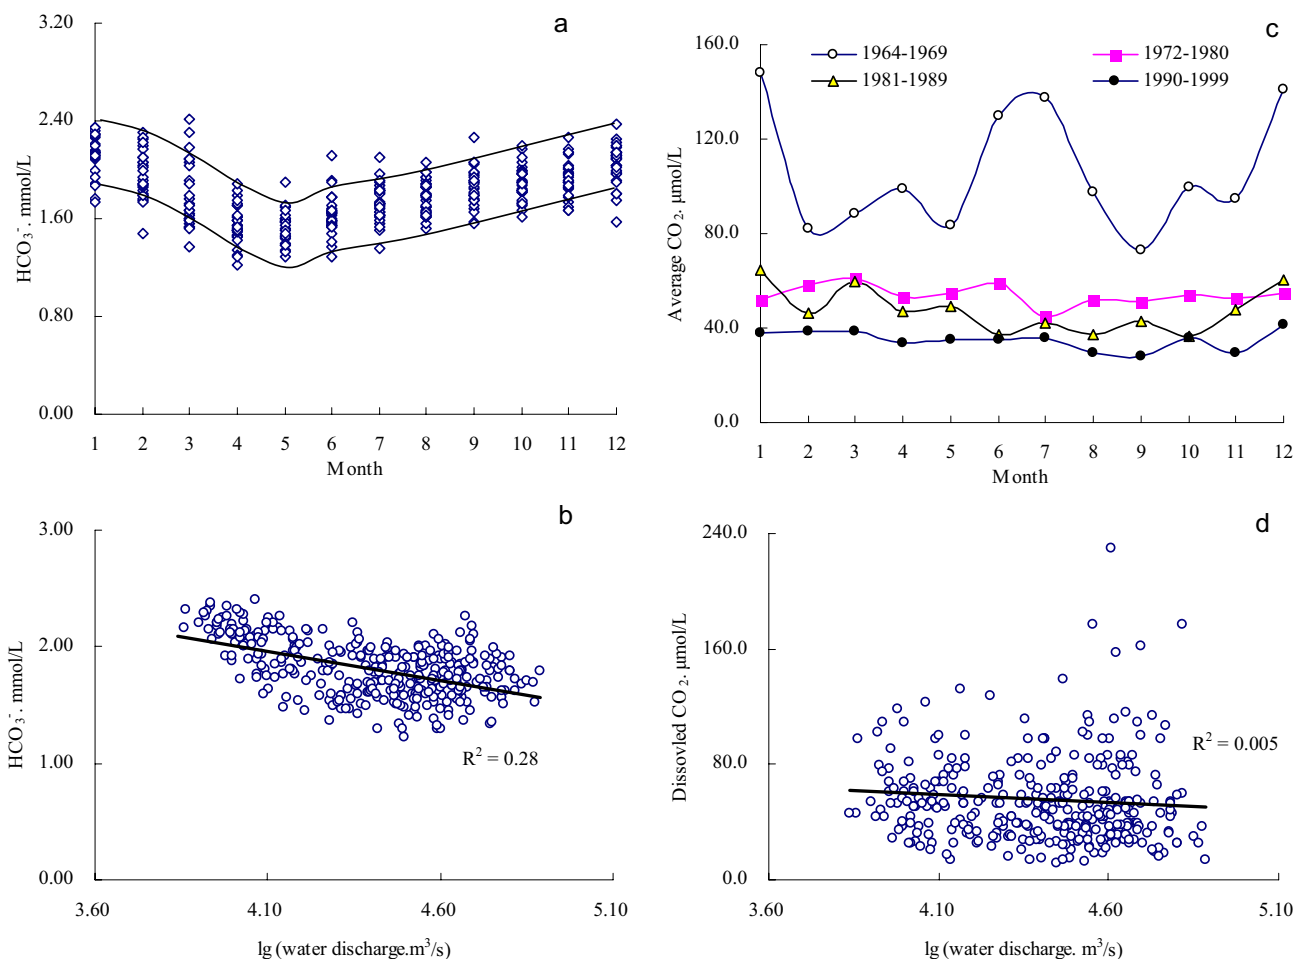 a
3.20
2.40
1.60
0.80
0.00
HCO₃⁻. mmol/L
1 2 3 4 5 6 7 8 9 10 11 12
Month
c
160.0
120.0
80.0
40.0
0.0
Average CO₂. μmol/L
1964-1969 1972-1980
1981-1989 1990-1999
1 2 3 4 5 6 7 8 9 10 11 12
Month
b
3.00
2.00
1.00
0.00
HCO₃⁻. mmol/L
R² = 0.28
3.60 4.10 4.60 5.10
lg (water discharge.m³/s)
d
240.0
160.0
80.0
0.0
Dissovled CO₂. μmol/L
R² = 0.005
3.60 4.10 4.60 5.10
lg (water discharge. m³/s)